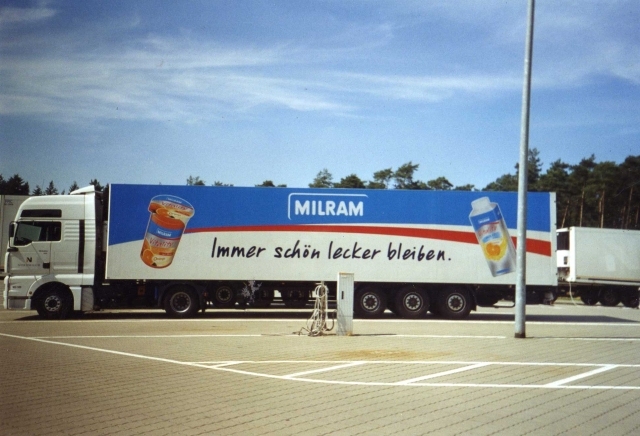 MILRAM
Immer schön lecker bleiben.